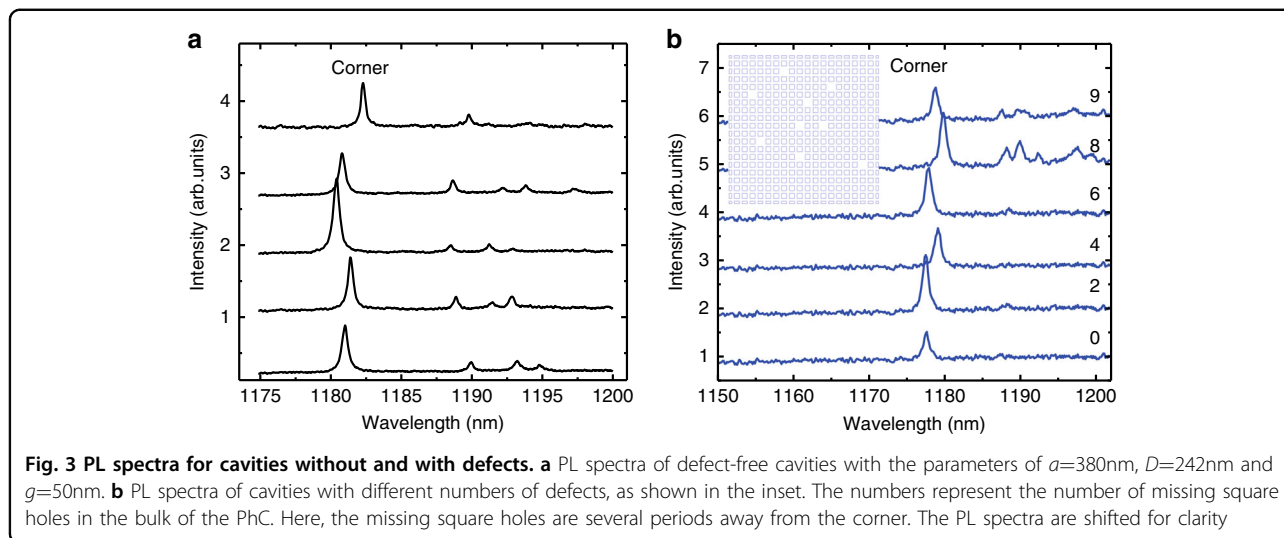 a
Corner
4
3
2
1
Intensity (arb.units)
1175 1180 1185 1190 1195 1200
Wavelength (nm)
b
Corner
7
6
5
4
3
2
1
Intensity (arb.units)
9
8
6
4
2
0
1150 1160 1170 1180 1190 1200
Wavelength (nm)
Fig. 3 PL spectra for cavities without and with defects. a PL spectra of defect-free cavities with the parameters of a=380nm, D=242nm and
g=50nm. b PL spectra of cavities with different numbers of defects, as shown in the inset. The numbers represent the number of missing square
holes in the bulk of the PhC. Here, the missing square holes are several periods away from the corner. The PL spectra are shifted for clarity